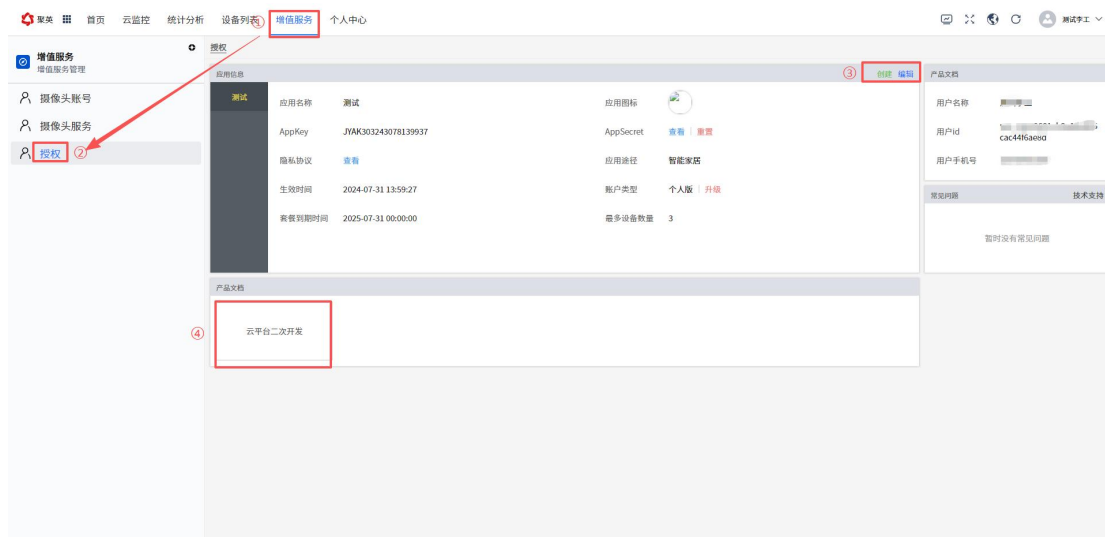 聚英 首页 云监控 统计分析 设备列表 ① 增值服务 个人中心 测试李工
增值服务
增值服务管理
摄像头账号
摄像头服务
授权 ②
授权
应用信息 ③ 创建 编辑
测试
应用名称 测试 应用图标
AppKey JYAK303243078139937 AppSecret 查看 重置
隐私协议 查看 应用途径 智能家居
生效时间 2024-07-31 13:59:27 账户类型 个人版 升级
套餐到期时间 2025-07-31 00:00:00 最多设备数量 3
产品文档
④ 云平台二次开发
产品文档
用户名称
用户id
cac44f6ae8d
用户手机号
常见问题 技术支持
暂时没有常见问题